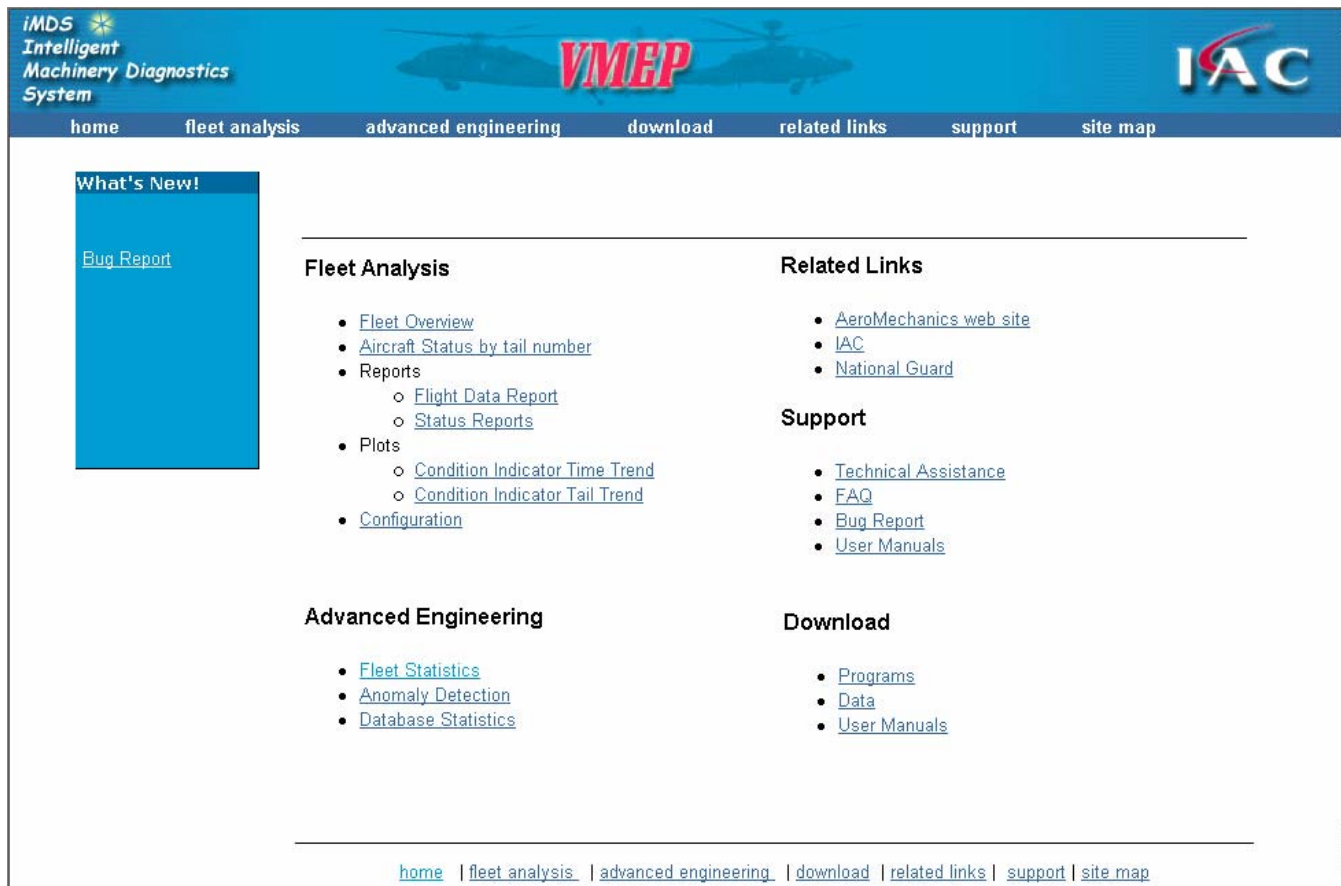 iMDS
Intelligent
Machinery Diagnostics
System
VMEP
IAC
home fleet analysis advanced engineering download related links support site map
What's New!
Bug Report
Fleet Analysis
Fleet Overview
Aircraft Status by tail number
Reports
Flight Data Report
Status Reports
Plots
Condition Indicator Time Trend
Condition Indicator Tail Trend
Configuration
Related Links
AeroMechanics web site
IAC
National Guard
Support
Technical Assistance
FAQ
Bug Report
User Manuals
Advanced Engineering
Fleet Statistics
Anomaly Detection
Database Statistics
Download
Programs
Data
User Manuals
home | fleet analysis | advanced engineering | download | related links | support | site map